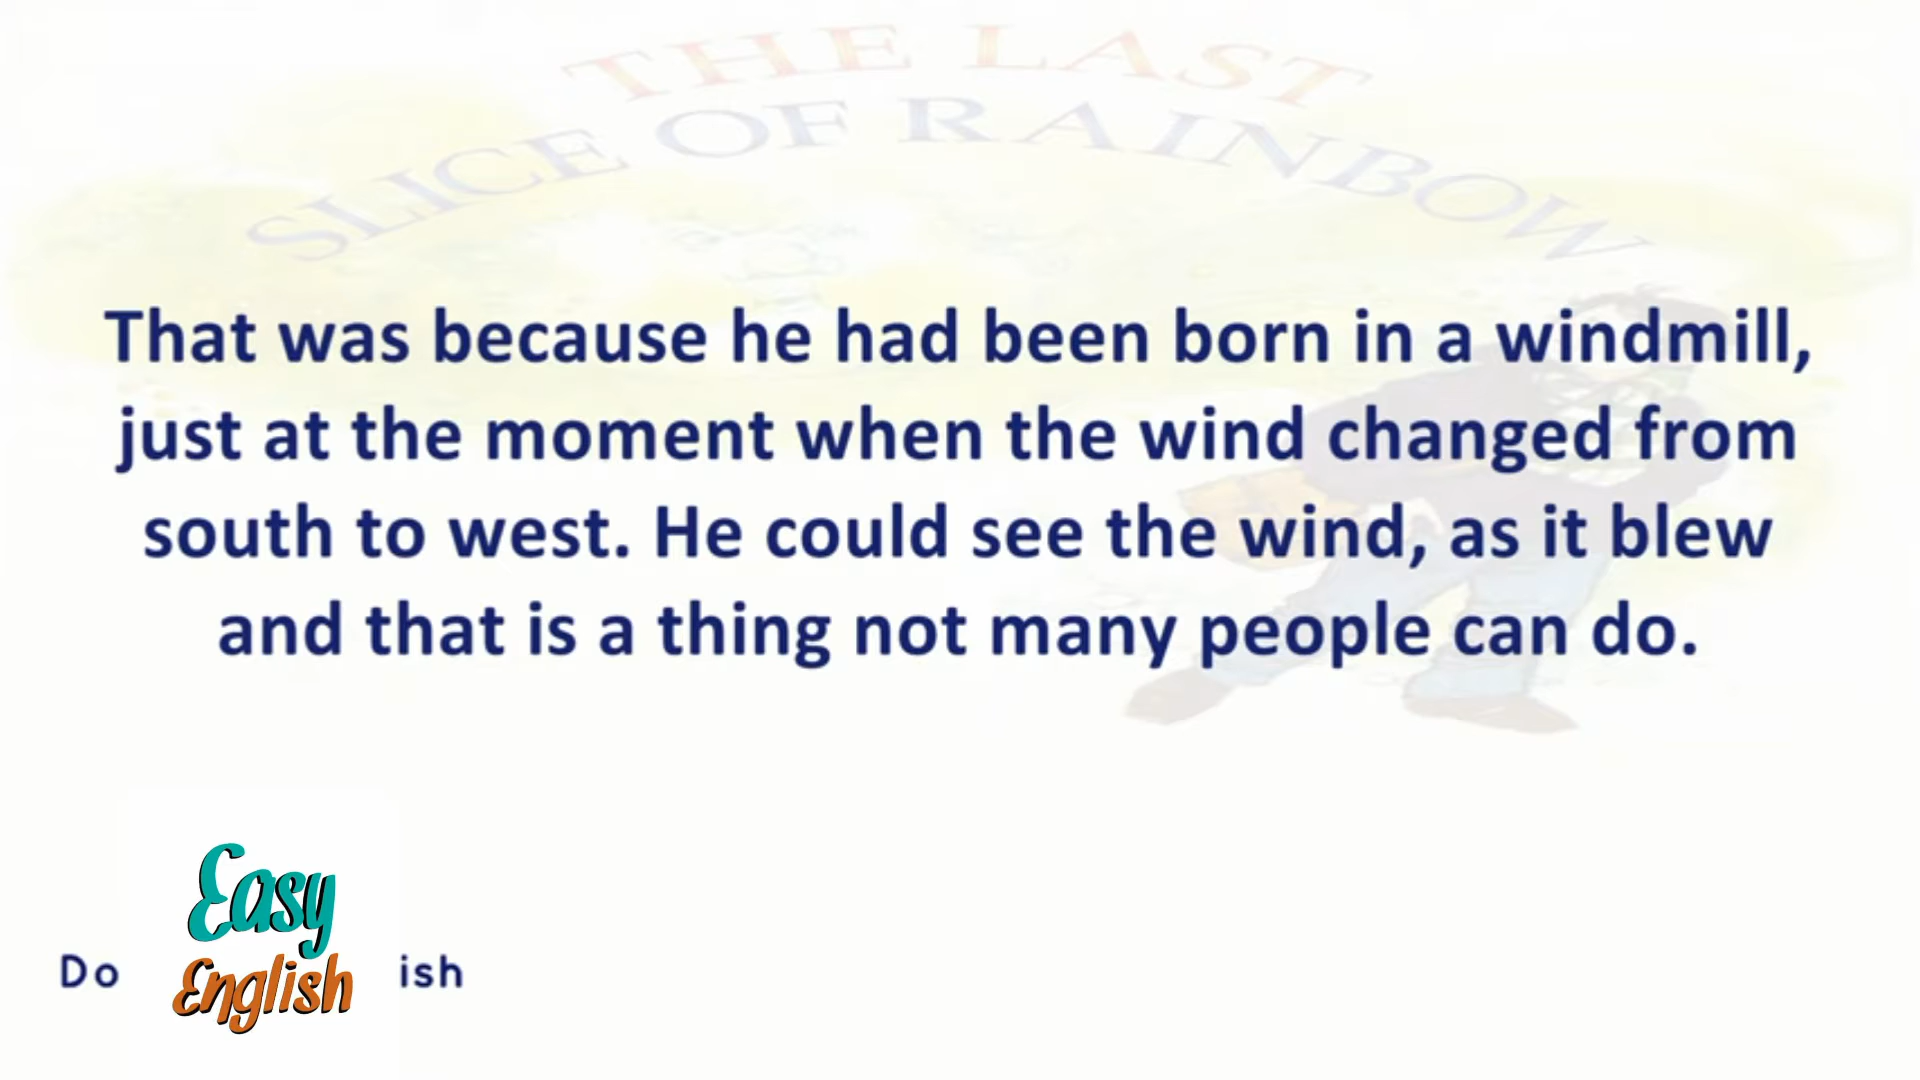 THE LAST
SLICE OF RAINBOW
That was because he had been born in a windmill,
just at the moment when the wind changed from
south to west. He could see the wind, as it blew
and that is a thing not many people can do.
Easy
English
Do ish